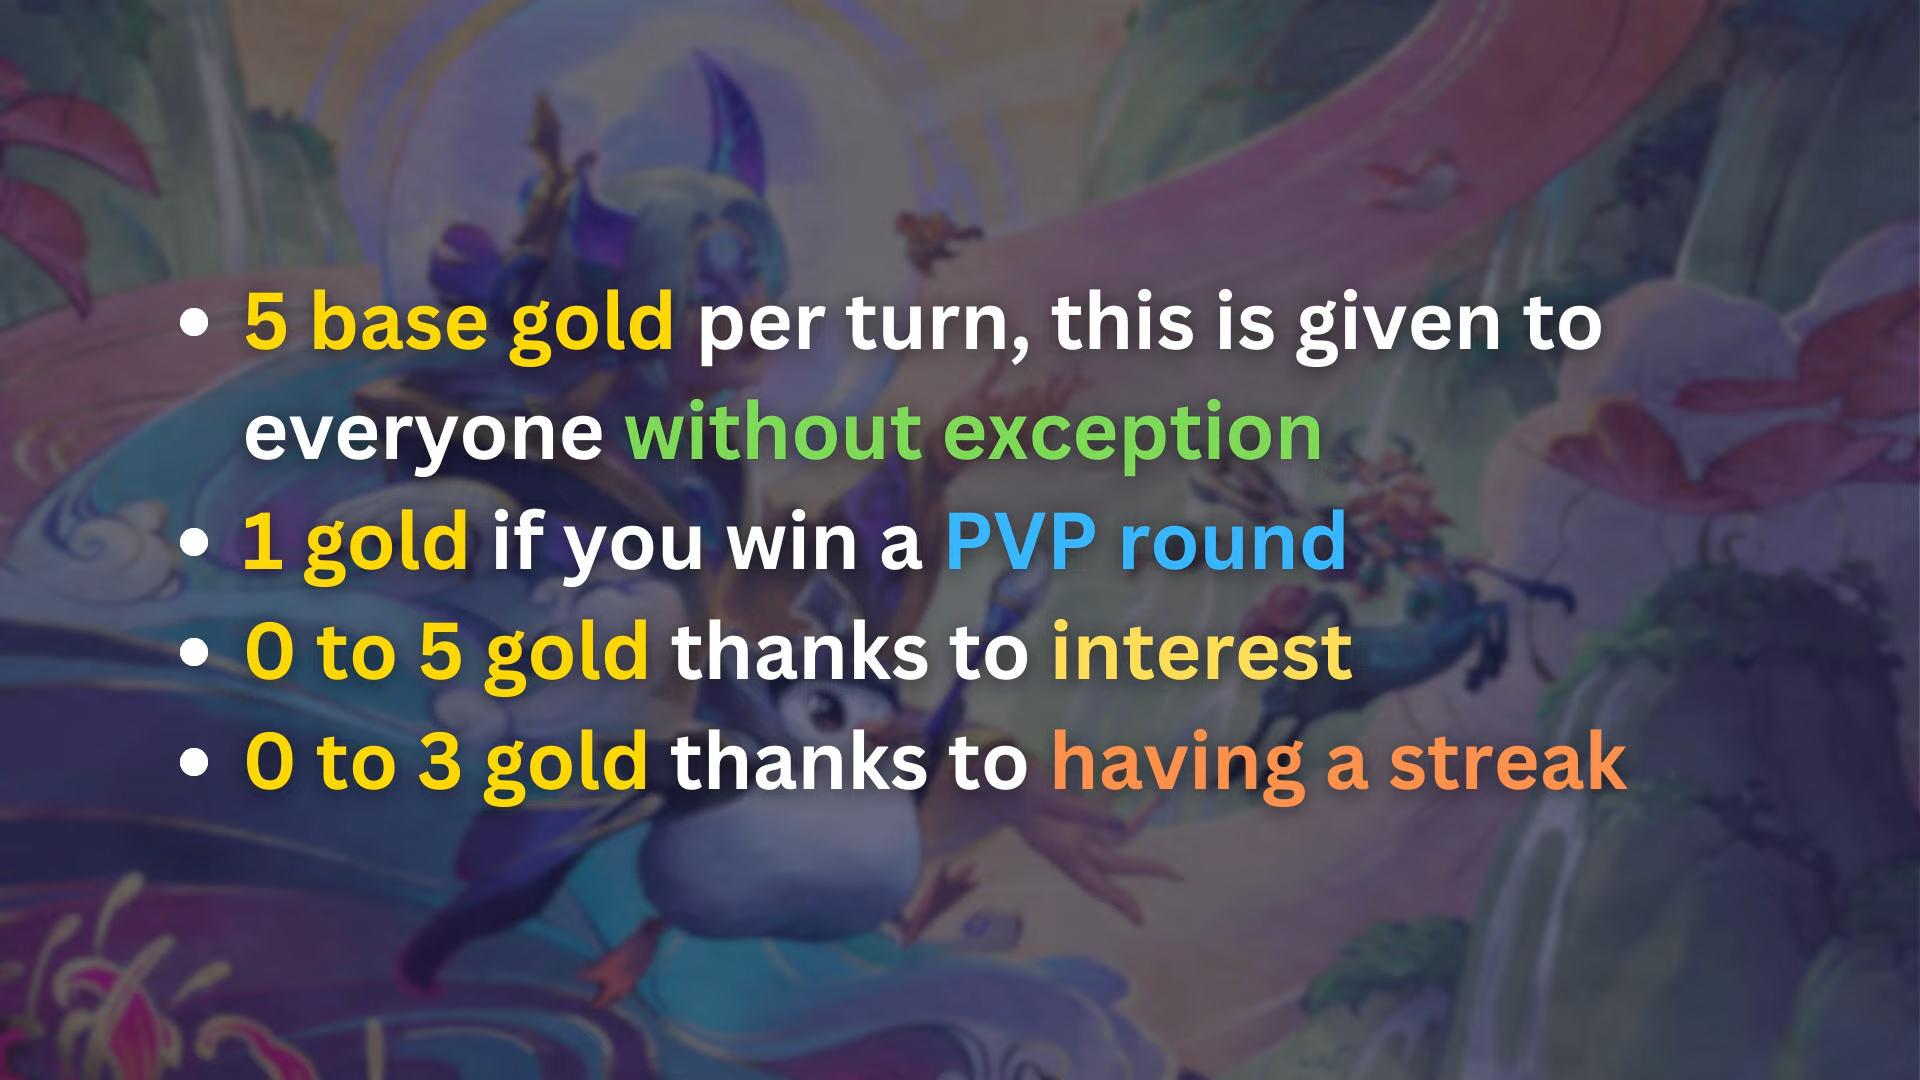 • 5 base gold per turn, this is given to
everyone without exception
• 1 gold if you win a PVP round
• 0 to 5 gold thanks to interest
• 0 to 3 gold thanks to having a streak